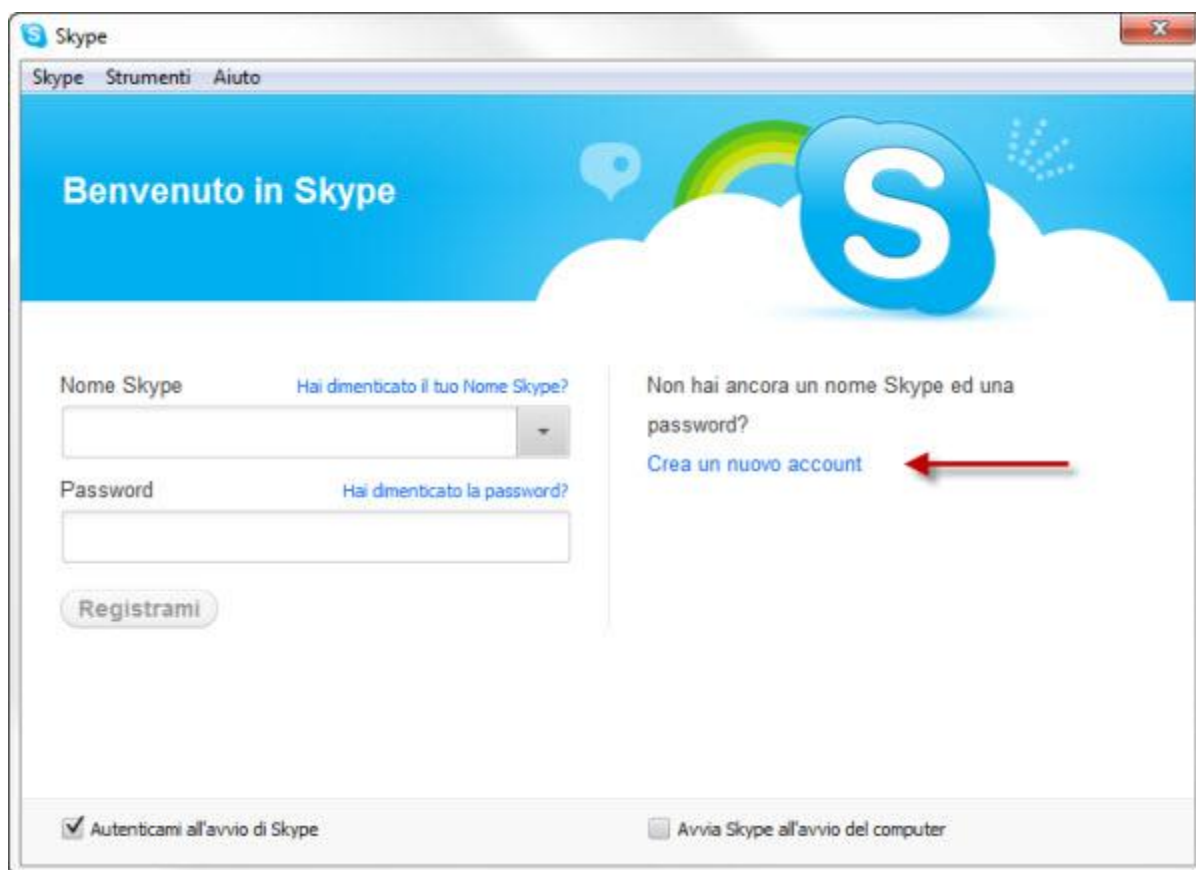 Skype
Skype Strumenti Aiuto
Benvenuto in Skype
S
Nome Skype Hai dimenticato il tuo Nome Skype?
Password Hai dimenticato la password?
Registrami
Non hai ancora un nome Skype ed una
password?
Crea un nuovo account
Autenticami all'avvio di Skype
Avvia Skype all'avvio del computer